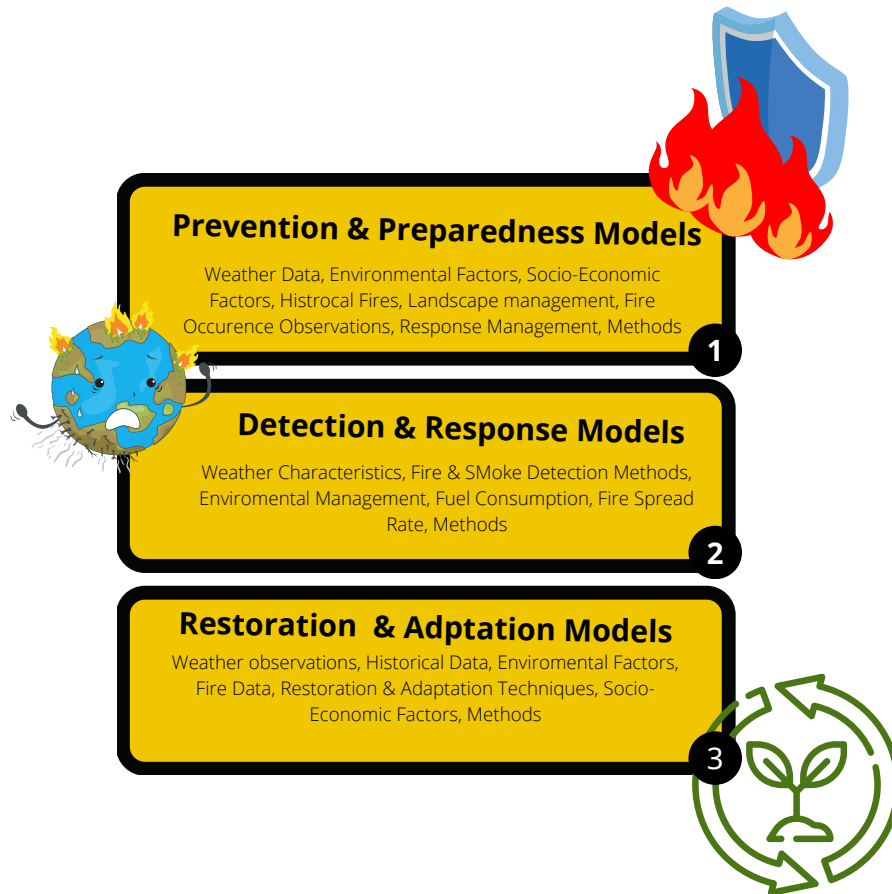 Prevention & Preparedness Models
Weather Data, Environmental Factors, Socio-Economic
Factors, Histrocal Fires, Landscape management, Fire
Occurence Observations, Response Management, Methods
1
Detection & Response Models
Weather Characteristics, Fire & SMoke Detection Methods,
Enviromental Management, Fuel Consumption, Fire Spread
Rate, Methods
2
Restoration & Adptation Models
Weather observations, Historical Data, Enviromental Factors,
Fire Data, Restoration & Adaptation Techniques, Socio-
Economic Factors, Methods
3